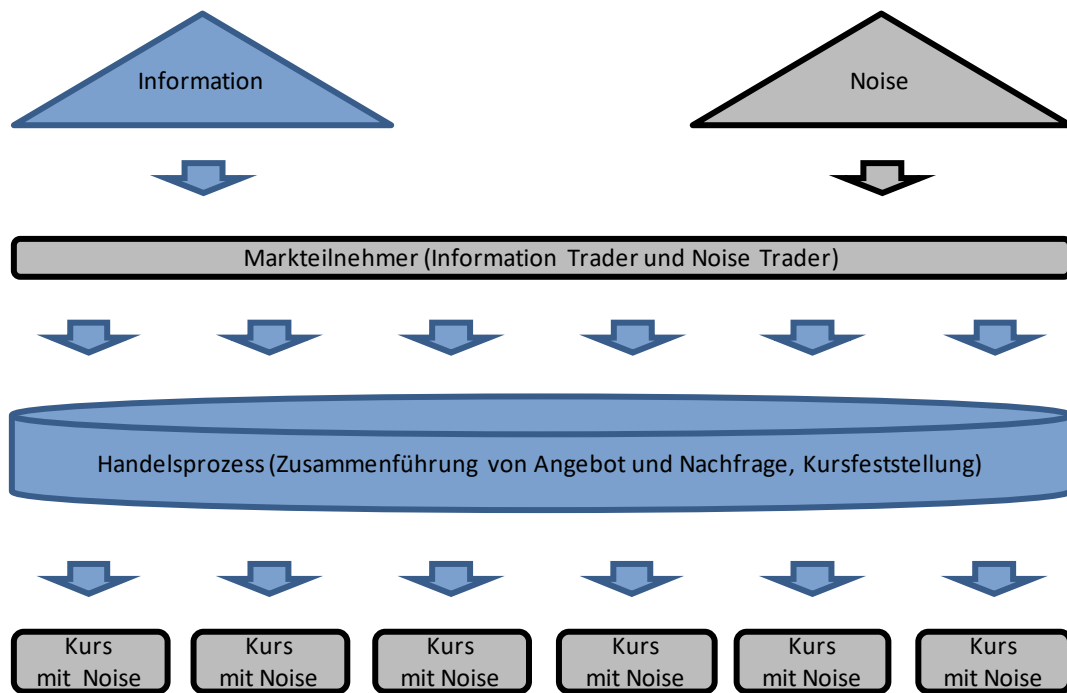 Information
Noise
Markteilnehmer (Information Trader und Noise Trader)
Handelsprozess (Zusammenführung von Angebot und Nachfrage, Kursfeststellung)
Kurs
mit Noise
Kurs
mit Noise
Kurs
mit Noise
Kurs
mit Noise
Kurs
mit Noise
Kurs
mit Noise